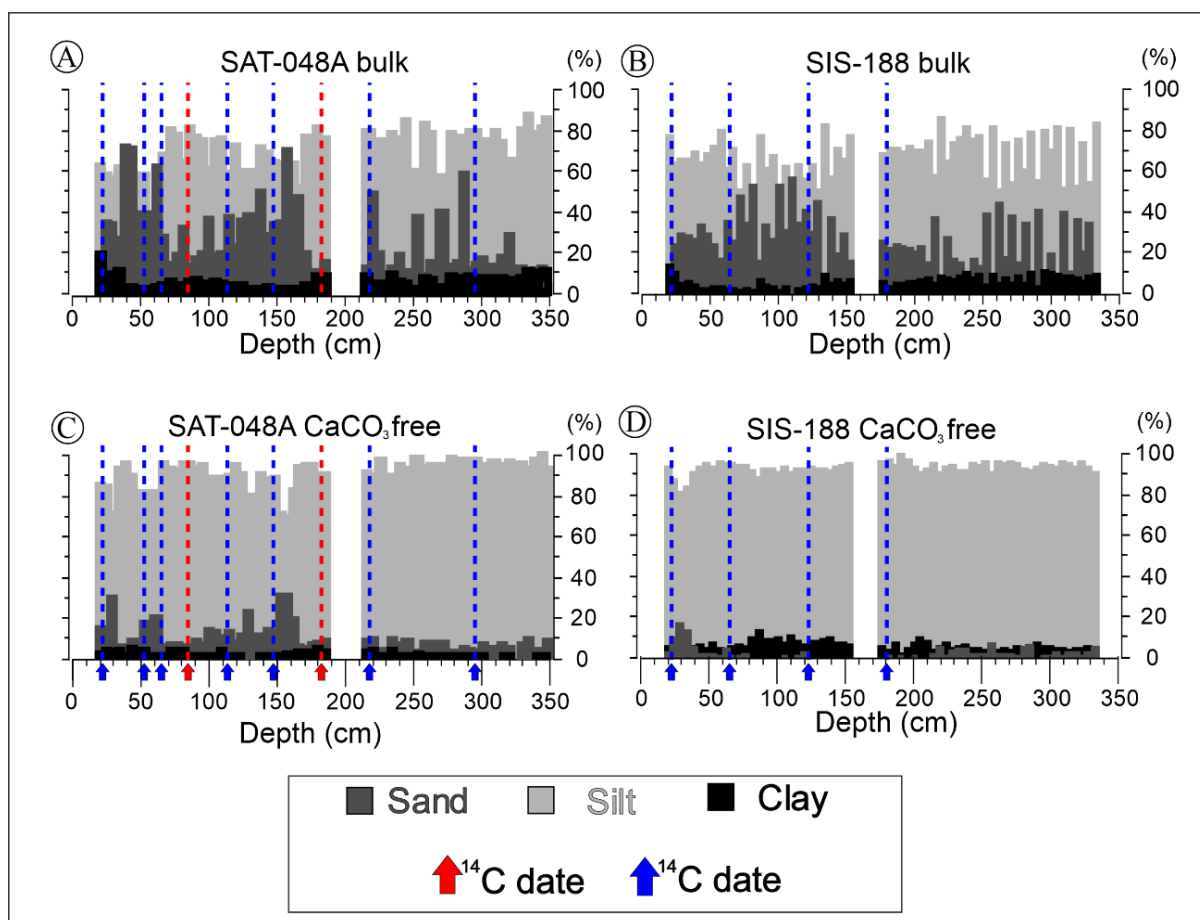 A
SAT-048A bulk
(%)
100
80
60
40
20
0
0 50 100 150 200 250 300 350
Depth (cm)
B
SIS-188 bulk
(%)
100
80
60
40
20
0
0 50 100 150 200 250 300 350
Depth (cm)
C
SAT-048A CaCO₃ free
(%)
100
80
60
40
20
0
0 50 100 150 200 250 300 350
Depth (cm)
D
SIS-188 CaCO₃ free
(%)
100
80
60
40
20
0
0 50 100 150 200 250 300 350
Depth (cm)
Sand Silt Clay
¹⁴C date ¹⁴C date